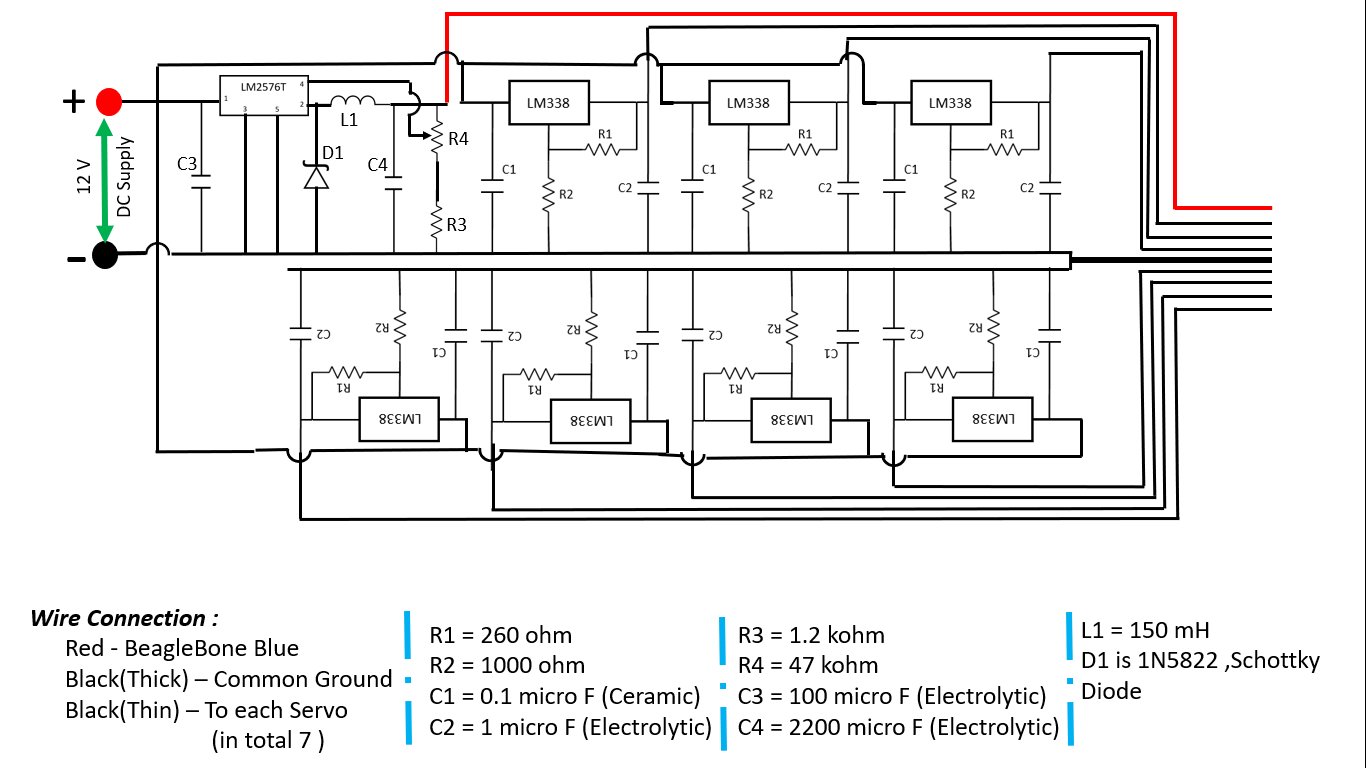 LM2576T
1
4
2
3
5
+
12 V
DC Supply
−
C3
D1
L1
C4
R4
R3
LM338
R1
C1
R2
C2
LM338
R1
C1
R2
C2
LM338
R1
C1
R2
C2
C2
R2
C1
R1
LM338
C2
R2
C1
R1
LM338
C2
R2
C1
R1
LM338
C2
R2
C1
R1
LM338
Wire Connection :
Red - BeagleBone Blue
Black(Thick) – Common Ground
Black(Thin) – To each Servo
(in total 7 )
R1 = 260 ohm
R2 = 1000 ohm
C1 = 0.1 micro F (Ceramic)
C2 = 1 micro F (Electrolytic)
R3 = 1.2 kohm
R4 = 47 kohm
C3 = 100 micro F (Electrolytic)
C4 = 2200 micro F (Electrolytic)
L1 = 150 mH
D1 is 1N5822 ,Schottky
Diode